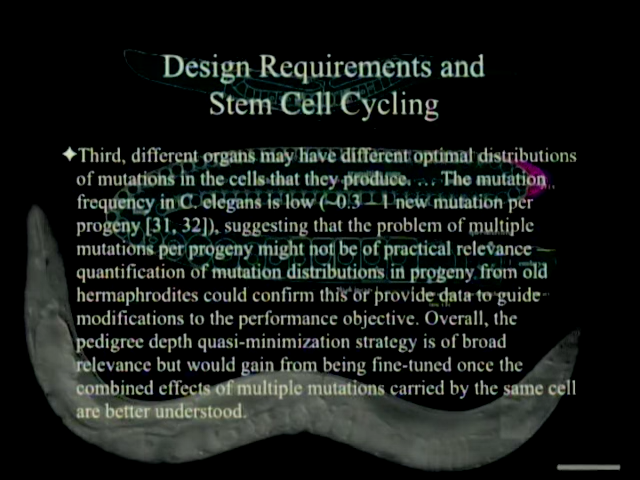 Design Requirements and
Stem Cell Cycling
✦Third, different organs may have different optimal distributions
of mutations in the cells that they produce. … The mutation
frequency in C. elegans is low (~0.3 – 1 new mutation per
progeny [31, 32]), suggesting that the problem of multiple
mutations per progeny might not be of practical relevance –
quantification of mutation distributions in progeny from old
hermaphrodites could confirm this or provide data to guide
modifications to the performance objective. Overall, the
pedigree depth quasi-minimization strategy is of broad
relevance but would gain from being fine-tuned once the
combined effects of multiple mutations carried by the same cell
are better understood.